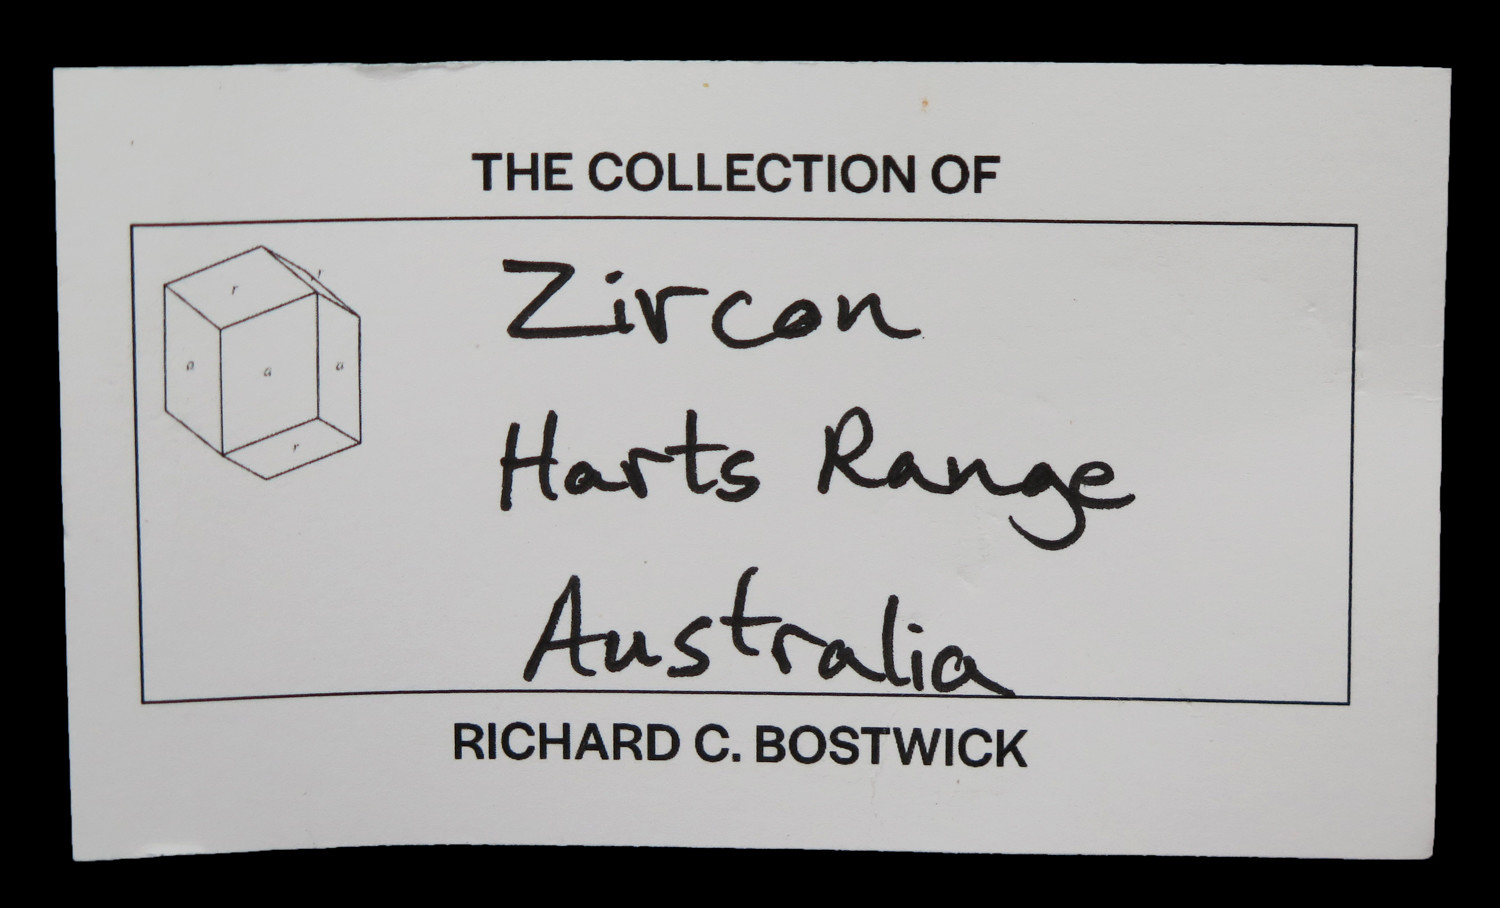 THE COLLECTION OF
r
r
a
a
a
r
Zircon
Harts Range
Australia
RICHARD C. BOSTWICK